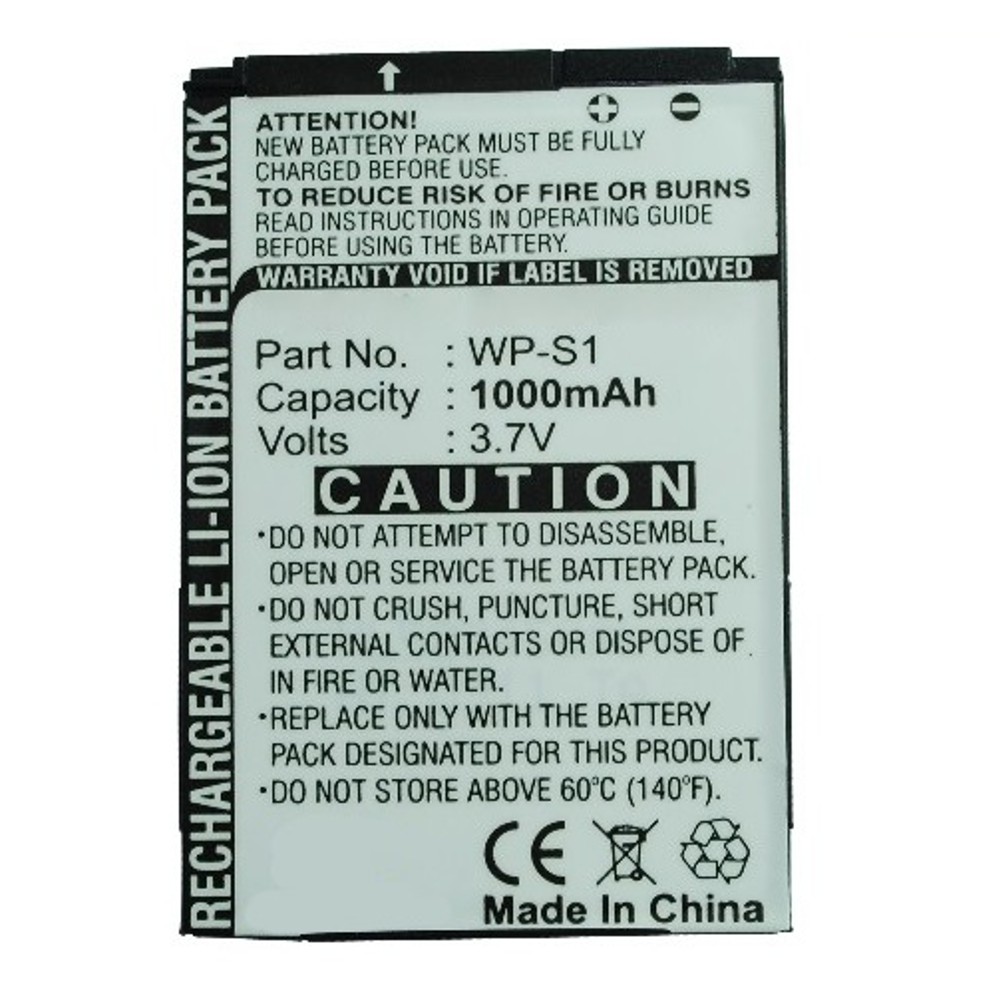 RECHARGEABLE LI-ION BATTERY PACK
ATTENTION!
NEW BATTERY PACK MUST BE FULLY
CHARGED BEFORE USE.
TO REDUCE RISK OF FIRE OR BURNS
READ INSTRUCTIONS IN OPERATING GUIDE
BEFORE USING THE BATTERY.
WARRANTY VOID IF LABEL IS REMOVED
Part No. : WP-S1
Capacity : 1000mAh
Volts : 3.7V
CAUTION
•DO NOT ATTEMPT TO DISASSEMBLE,
OPEN OR SERVICE THE BATTERY PACK.
•DO NOT CRUSH, PUNCTURE, SHORT
EXTERNAL CONTACTS OR DISPOSE OF
IN FIRE OR WATER.
•REPLACE ONLY WITH THE BATTERY
PACK DESIGNATED FOR THIS PRODUCT.
•DO NOT STORE ABOVE 60°C (140°F).
CE
Made In China